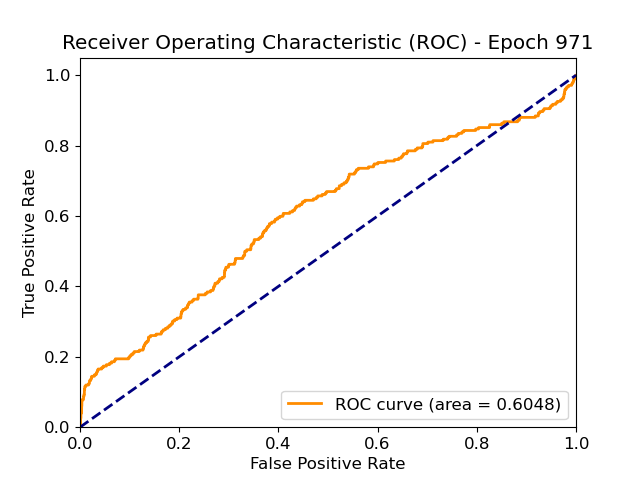 Receiver Operating Characteristic (ROC) - Epoch 971
1.0
0.8
0.6
0.4
0.2
0.0
True Positive Rate
ROC curve (area = 0.6048)
0.0 0.2 0.4 0.6 0.8 1.0
False Positive Rate